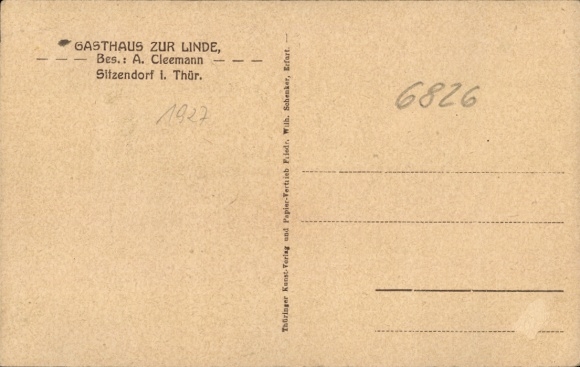 GASTHAUS ZUR LINDE,
— — — Bes.: A. Cleemann — — —
Sitzendorf i. Thür.
1927
Thüringer Kunst-Verlag und Papier-Vertrieb Friedr. Wilh. Schenker, Erfurt. —
6826